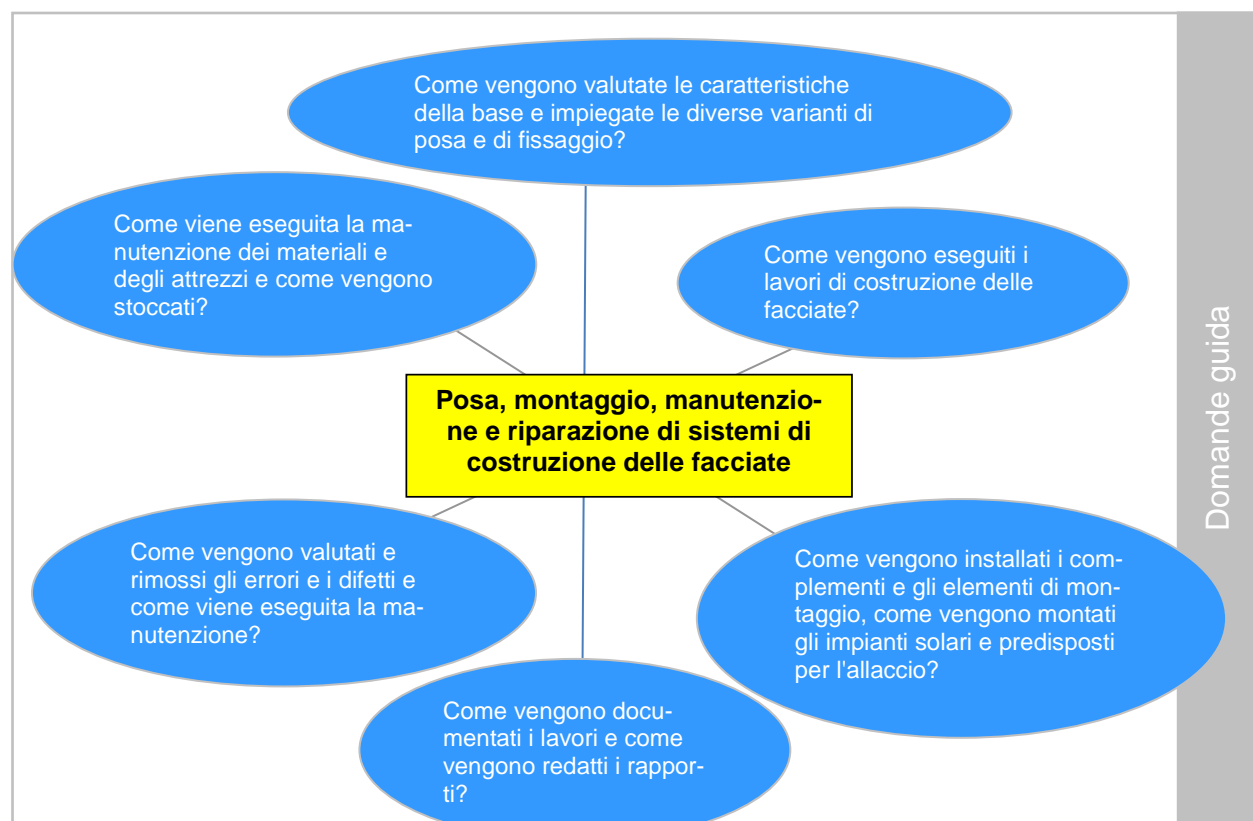 Come vengono valutate le caratteristiche
della base e impiegate le diverse varianti di
posa e di fissaggio?
Come viene eseguita la ma-
nutenzione dei materiali e
degli attrezzi e come vengono
stoccati?
Come vengono eseguiti i
lavori di costruzione delle
facciate?
Posa, montaggio, manutenzio-
ne e riparazione di sistemi di
costruzione delle facciate
Come vengono valutati e
rimossi gli errori e i difetti e
come viene eseguita la ma-
nutenzione?
Come vengono installati i com-
plementi e gli elementi di mon-
taggio, come vengono montati
gli impianti solari e predisposti
per l'allaccio?
Come vengono docu-
mentati i lavori e come
vengono redatti i rappor-
ti?
Domande guida